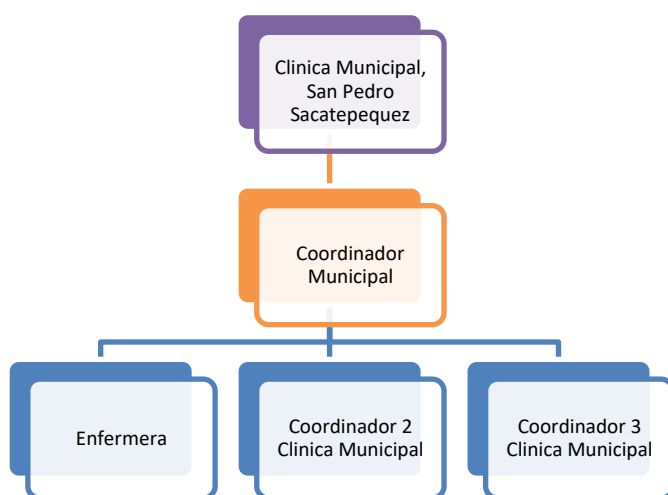 Clinica Municipal,
San Pedro
Sacatepequez
Coordinador
Municipal
Enfermera
Coordinador 2
Clinica Municipal
Coordinador 3
Clinica Municipal